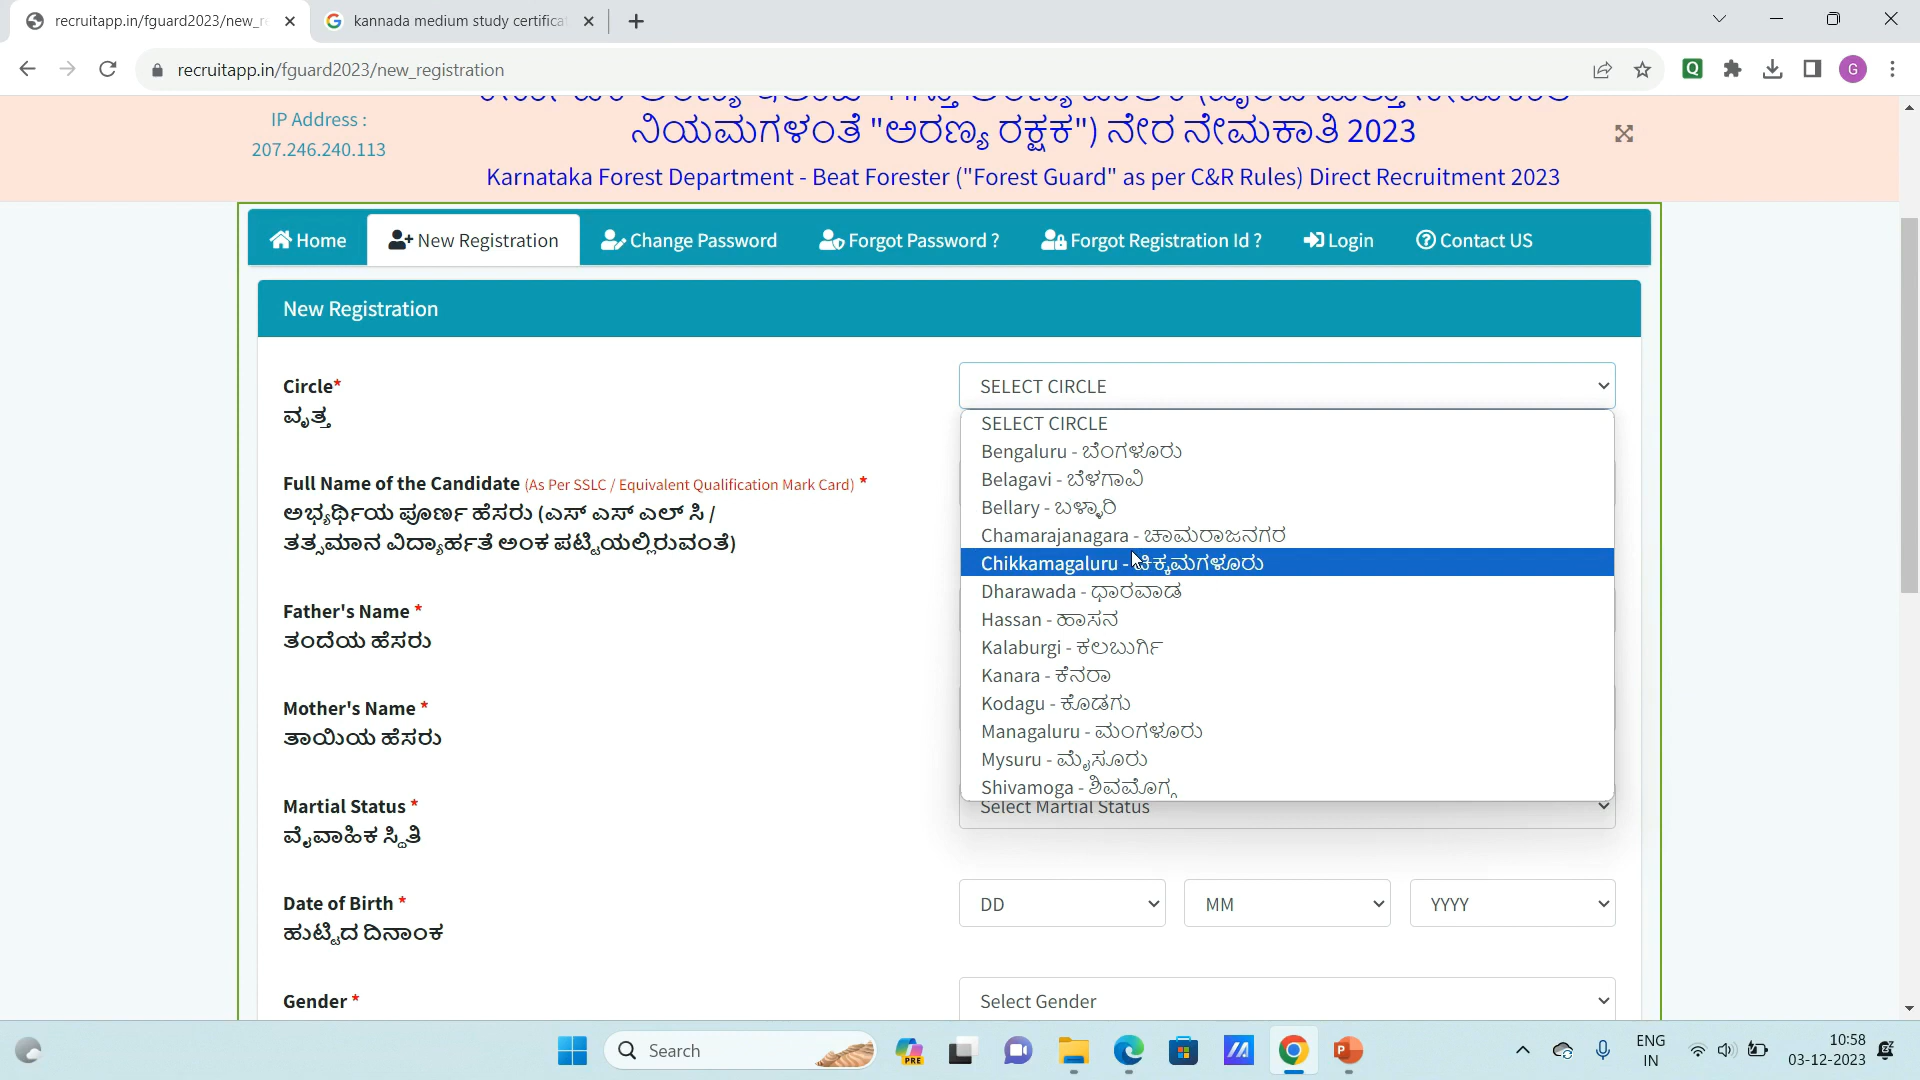 recruitapp.in/fguard2023/new_r
kannada medium study certifica
recruitapp.in/fguard2023/new_registration
G
IP Address :
207.246.240.113
ನಿಯಮಗಳಂತೆ "ಅರಣ್ಯ ರಕ್ಷಕ") ನೇರ ನೇಮಕಾತಿ 2023
Karnataka Forest Department - Beat Forester ("Forest Guard" as per C&R Rules) Direct Recruitment 2023
Home New Registration Change Password Forgot Password ? Forgot Registration Id ? Login Contact US
New Registration
Circle*
ವೃತ್ತ
SELECT CIRCLE
SELECT CIRCLE
Bengaluru - ಬೆಂಗಳೂರು
Belagavi - ಬೆಳಗಾವಿ
Bellary - ಬಳ್ಳಾರಿ
Chamarajanagara - ಚಾಮರಾಜನಗರ
Chikkamagaluru - ಚಿಕ್ಕಮಗಳೂರು
Dharawada - ಧಾರವಾಡ
Hassan - ಹಾಸನ
Kalaburgi - ಕಲಬುರ್ಗಿ
Kanara - ಕೆನರಾ
Kodagu - ಕೊಡಗು
Managaluru - ಮಂಗಳೂರು
Mysuru - ಮೈಸೂರು
Shivamoga - ಶಿವಮೊಗ್ಗ
Full Name of the Candidate (As Per SSLC / Equivalent Qualification Mark Card) *
ಅಭ್ಯರ್ಥಿಯ ಪೂರ್ಣ ಹೆಸರು (ಎಸ್ ಎಸ್ ಎಲ್ ಸಿ /
ತತ್ಸಮಾನ ವಿದ್ಯಾರ್ಹತೆ ಅಂಕ ಪಟ್ಟಿಯಲ್ಲಿರುವಂತೆ)
Father's Name *
ತಂದೆಯ ಹೆಸರು
Mother's Name *
ತಾಯಿಯ ಹೆಸರು
Martial Status *
ವೈವಾಹಿಕ ಸ್ಥಿತಿ
Select Martial Status
Date of Birth *
ಹುಟ್ಟಿದ ದಿನಾಂಕ
DD MM YYYY
Gender *
Select Gender
Search
PRE
ENG
IN
10:58
03-12-2023